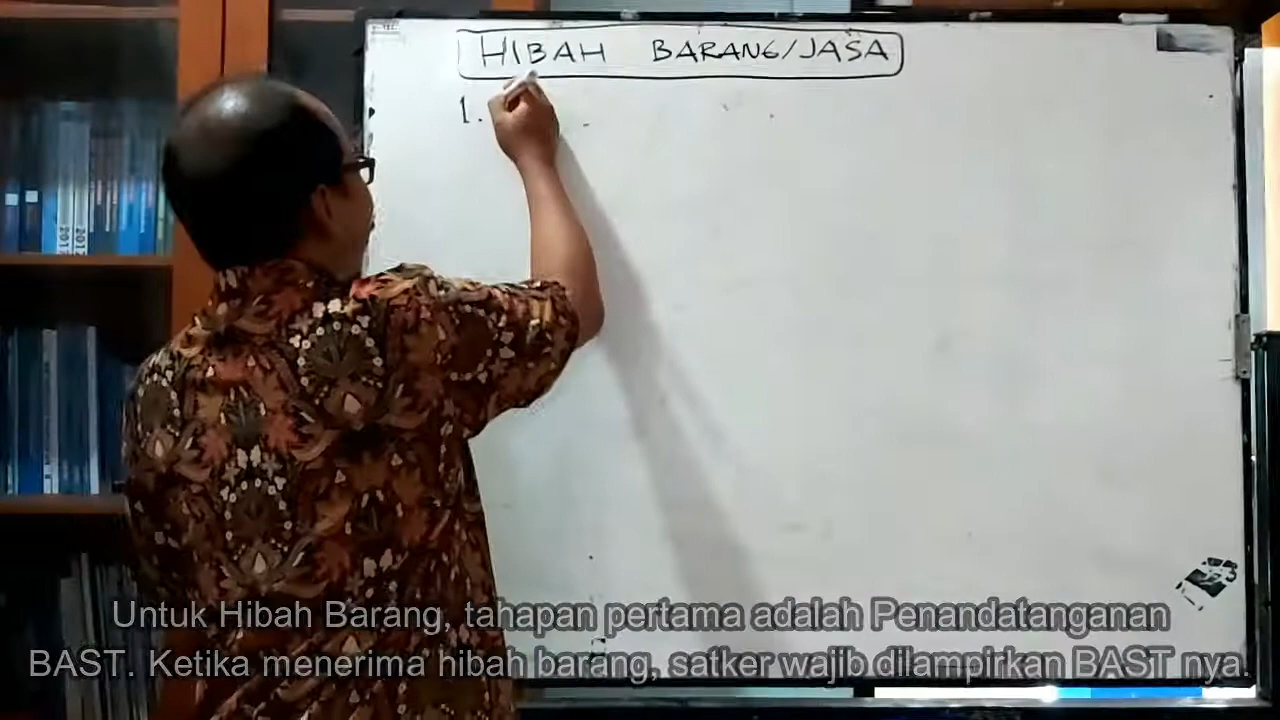 HIBAH BARANG/JASA
1.
Untuk Hibah Barang, tahapan pertama adalah Penandatanganan
BAST. Ketika menerima hibah barang, satker wajib dilampirkan BAST nya.